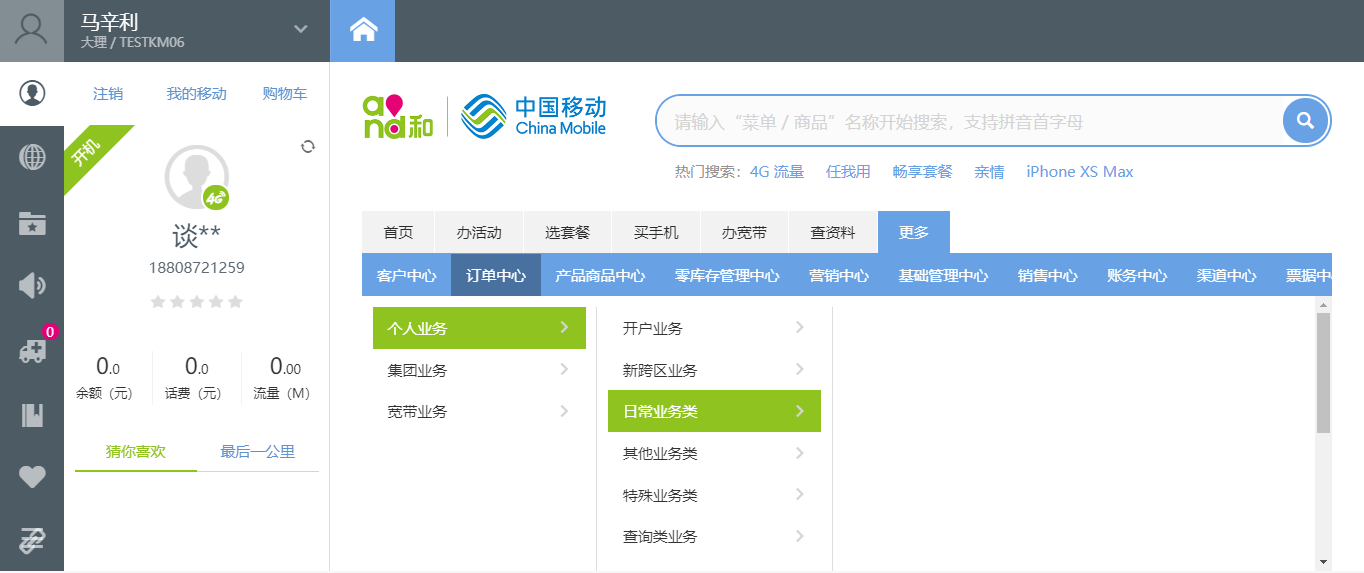 马辛利
大理 / TESTKM06
注销 我的移动 购物车
开机
4G
谈**
18808721259
0
0.0 0.0 0.00
余额（元） 话费（元） 流量（M）
猜你喜欢 最后一公里
and和 中国移动
China Mobile
请输入“菜单 / 商品”名称开始搜索，支持拼音首字母
热门搜索： 4G 流量 任我用 畅享套餐 亲情 iPhone XS Max
首页 办活动 选套餐 买手机 办宽带 查资料 更多
客户中心 订单中心 产品商品中心 零库存管理中心 营销中心 基础管理中心 销售中心 账务中心 渠道中心 票据中
个人业务 开户业务
集团业务 新跨区业务
宽带业务 日常业务类
其他业务类
特殊业务类
查询类业务